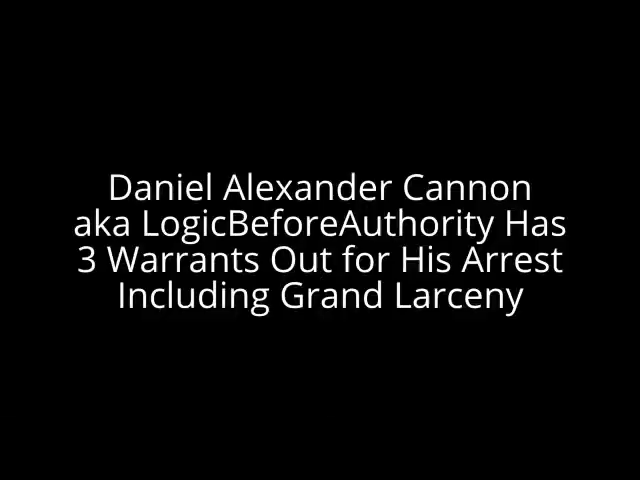 Daniel Alexander Cannon
aka LogicBeforeAuthority Has
3 Warrants Out for His Arrest
Including Grand Larceny